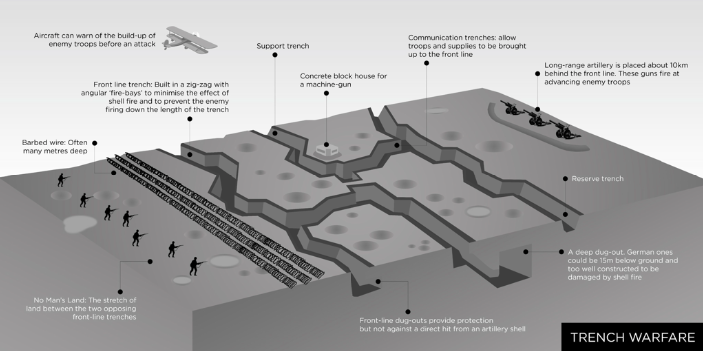 Aircraft can warn of the build-up of
enemy troops before an attack
Support trench
Communication trenches: allow
troops and supplies to be brought
up to the front line
Long-range artillery is placed about 10km
behind the front line. These guns fire at
advancing enemy troops
Concrete block house for
a machine-gun
Front line trench: Built in a zig-zag with
angular 'fire-bays' to minimise the effect of
shell fire and to prevent the enemy
firing down the length of the trench
Barbed wire: Often
many metres deep
Reserve trench
A deep dug-out. German ones
could be 15m below ground and
too well constructed to be
damaged by shell fire
No Man's Land: The stretch of
land between the two opposing
front-line trenches
Front-line dug-outs provide protection
but not against a direct hit from an artillery shell
TRENCH WARFARE